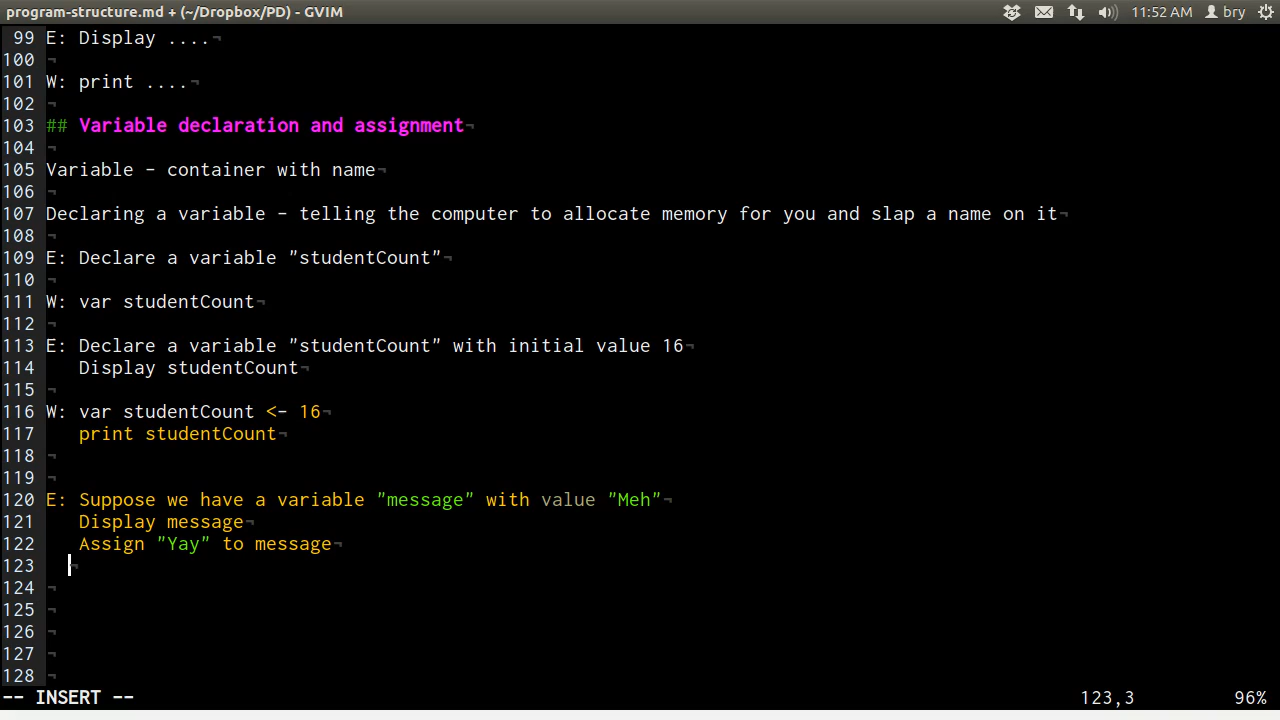 program-structure.md + (~/Dropbox/PD) - GVIM 11:52 AM bry
99 E: Display ....¬
100 ¬
101 W: print ....¬
102 ¬
103 ## Variable declaration and assignment¬
104 ¬
105 Variable - container with name¬
106 ¬
107 Declaring a variable - telling the computer to allocate memory for you and slap a name on it¬
108 ¬
109 E: Declare a variable "studentCount"¬
110 ¬
111 W: var studentCount¬
112 ¬
113 E: Declare a variable "studentCount" with initial value 16¬
114 Display studentCount¬
115 ¬
116 W: var studentCount <- 16¬
117 print studentCount¬
118 ¬
119 ¬
120 E: Suppose we have a variable "message" with value "Meh"¬
121 Display message¬
122 Assign "Yay" to message¬
123 ¬
124 ¬
125 ¬
126 ¬
127 ¬
128 ¬
-- INSERT -- 123,3 96%